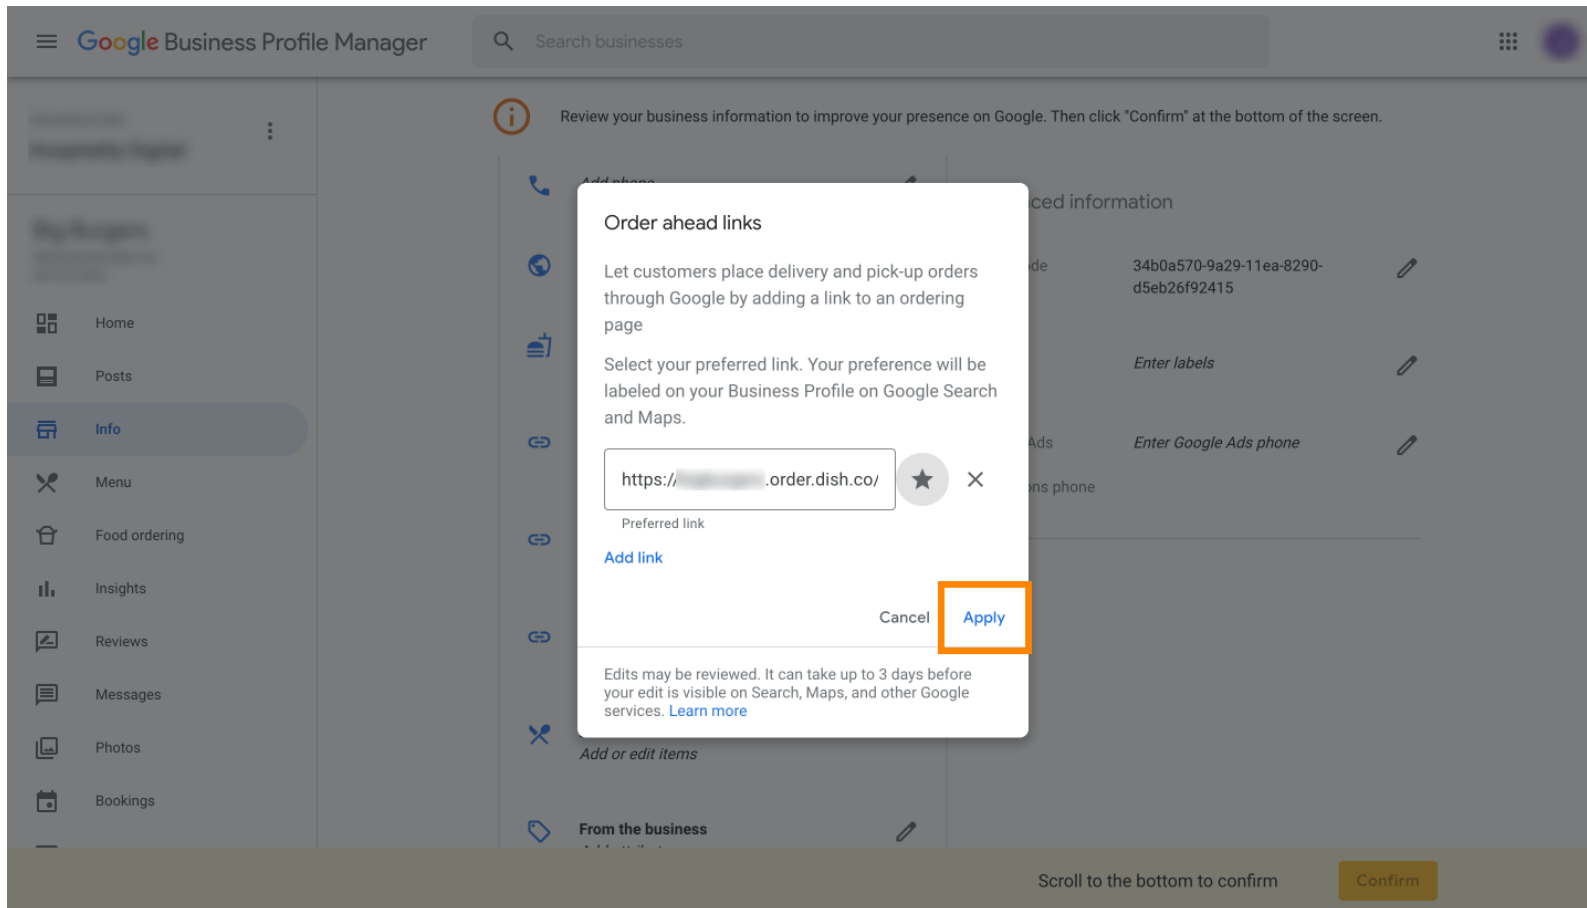 Google Business Profile Manager
Search businesses
Review your business information to improve your presence on Google. Then click "Confirm" at the bottom of the screen.
Home
Posts
Info
Menu
Food ordering
Insights
Reviews
Messages
Photos
Bookings
Add phone
Order ahead links
Let customers place delivery and pick-up orders
through Google by adding a link to an ordering
page
Select your preferred link. Your preference will be
labeled on your Business Profile on Google Search
and Maps.
https:// .order.dish.co/
Preferred link
Add link
Cancel
Apply
Edits may be reviewed. It can take up to 3 days before
your edit is visible on Search, Maps, and other Google
services. Learn more
Add or edit items
From the business
ced information
de
34b0a570-9a29-11ea-8290-
d5eb26f92415
Enter labels
Ads
Enter Google Ads phone
ns phone
Scroll to the bottom to confirm
Confirm